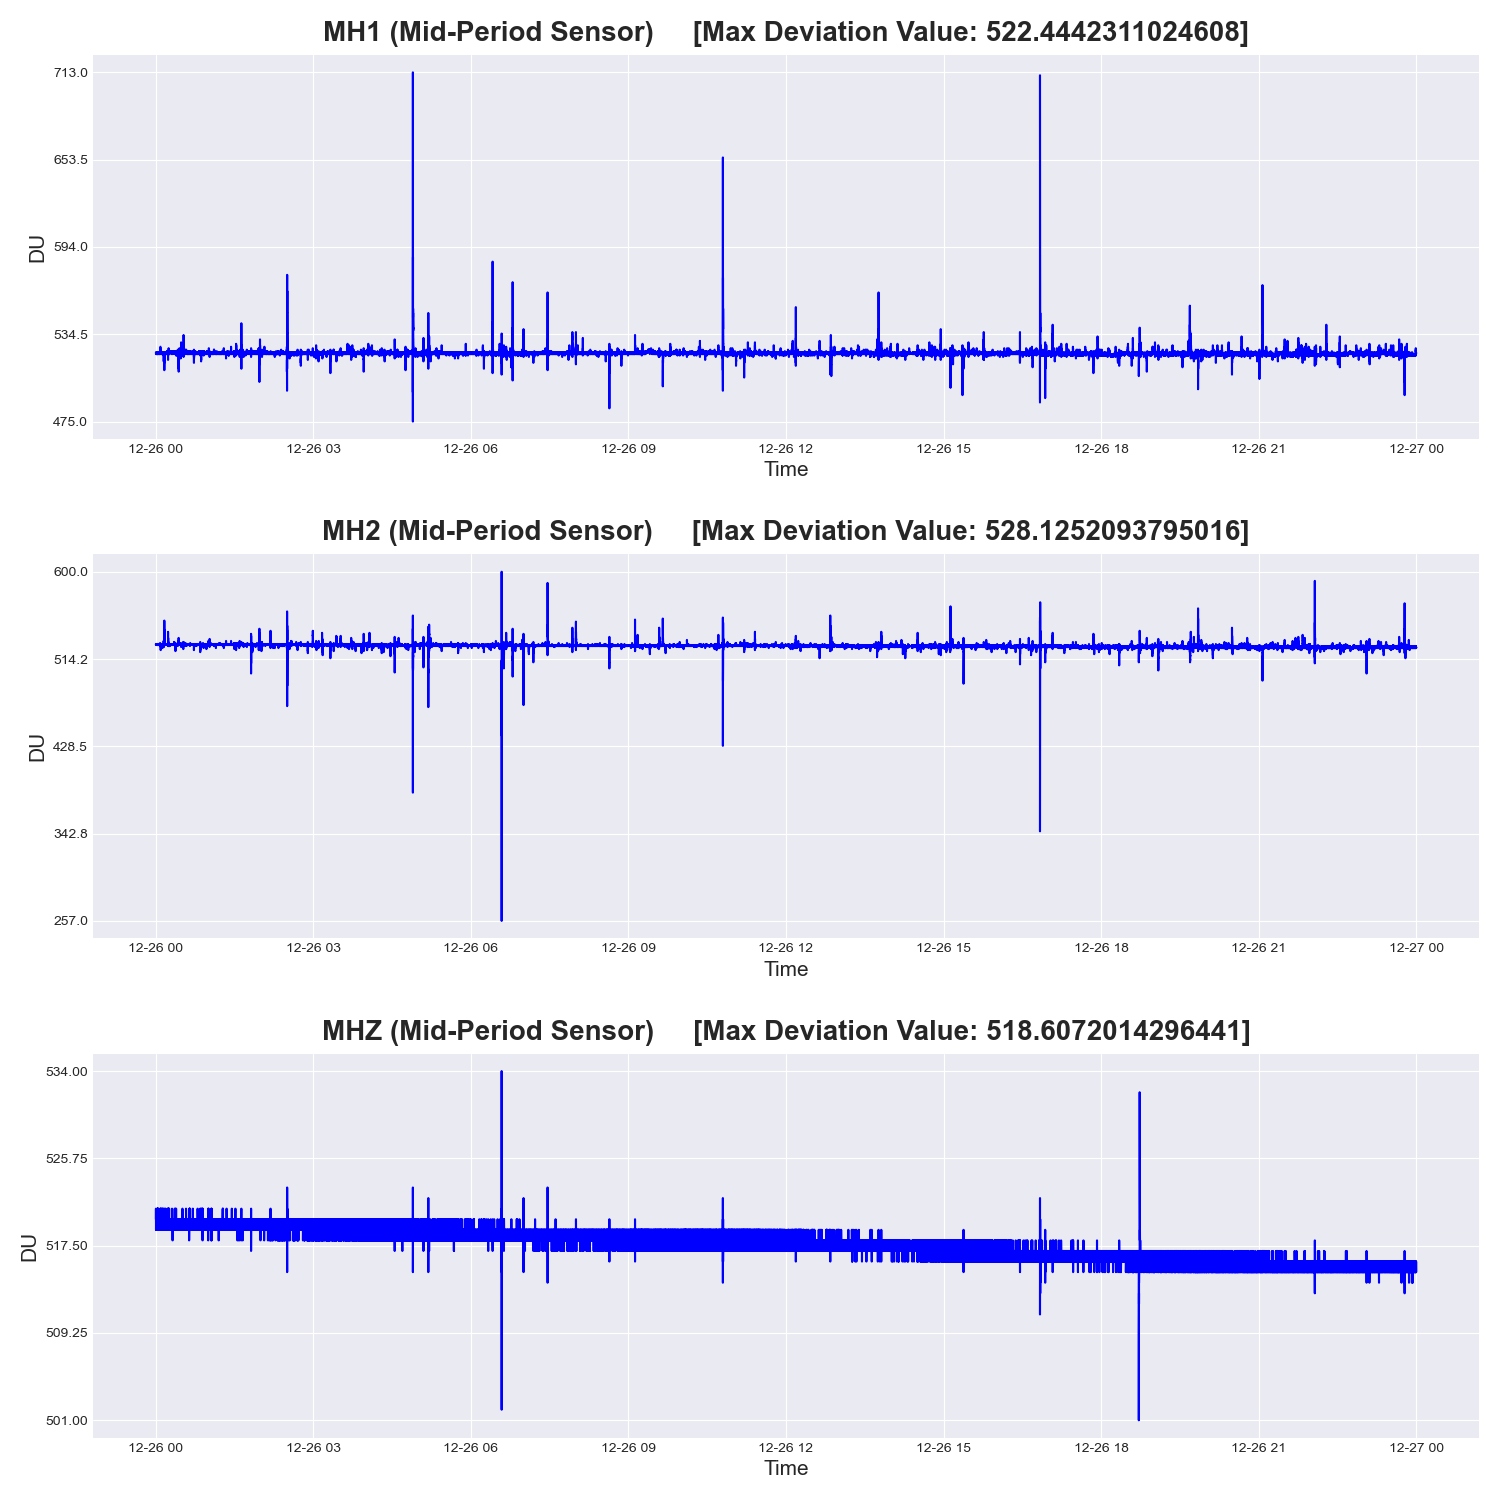 MH1 (Mid-Period Sensor) [Max Deviation Value: 522.4442311024608]
713.0
653.5
594.0
534.5
475.0
DU
12-26 00 12-26 03 12-26 06 12-26 09 12-26 12 12-26 15 12-26 18 12-26 21 12-27 00
Time
MH2 (Mid-Period Sensor) [Max Deviation Value: 528.1252093795016]
600.0
514.2
428.5
342.8
257.0
DU
12-26 00 12-26 03 12-26 06 12-26 09 12-26 12 12-26 15 12-26 18 12-26 21 12-27 00
Time
MHZ (Mid-Period Sensor) [Max Deviation Value: 518.6072014296441]
534.00
525.75
517.50
509.25
501.00
DU
12-26 00 12-26 03 12-26 06 12-26 09 12-26 12 12-26 15 12-26 18 12-26 21 12-27 00
Time